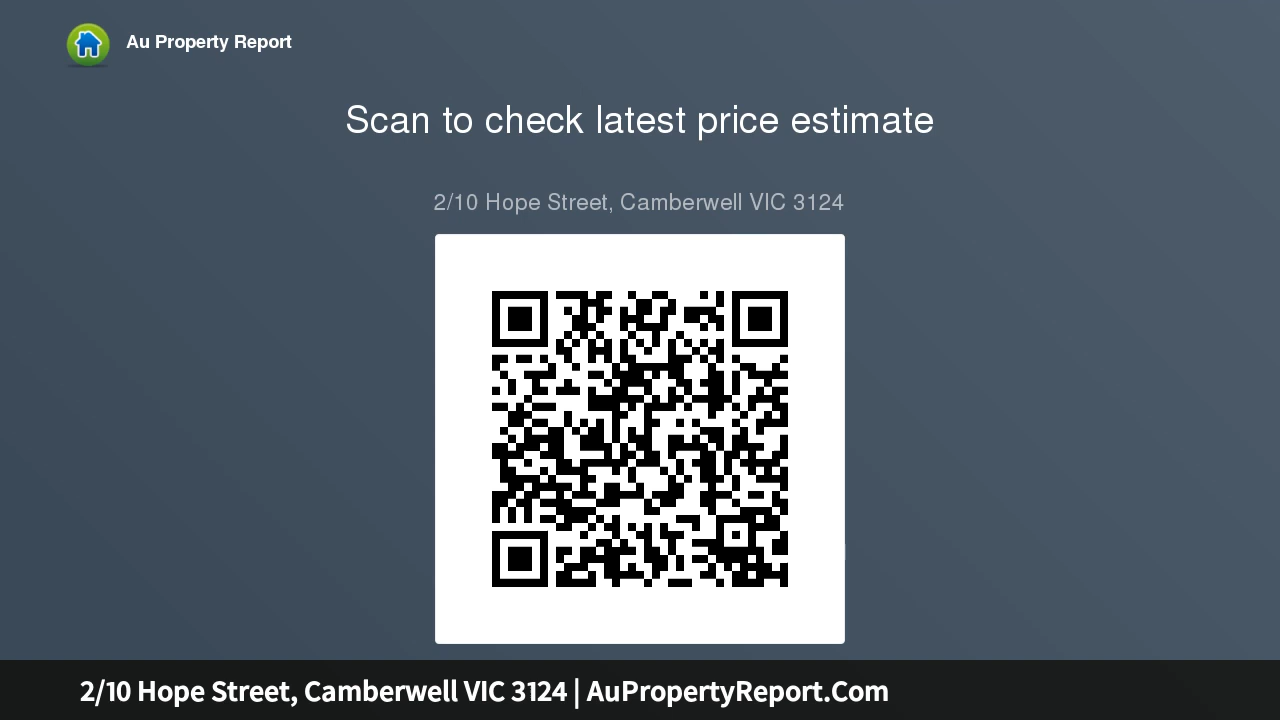 Au Property Report
Scan to check latest price estimate
2/10 Hope Street, Camberwell VIC 3124
2/10 Hope Street, Camberwell VIC 3124 | AuPropertyReport.Com